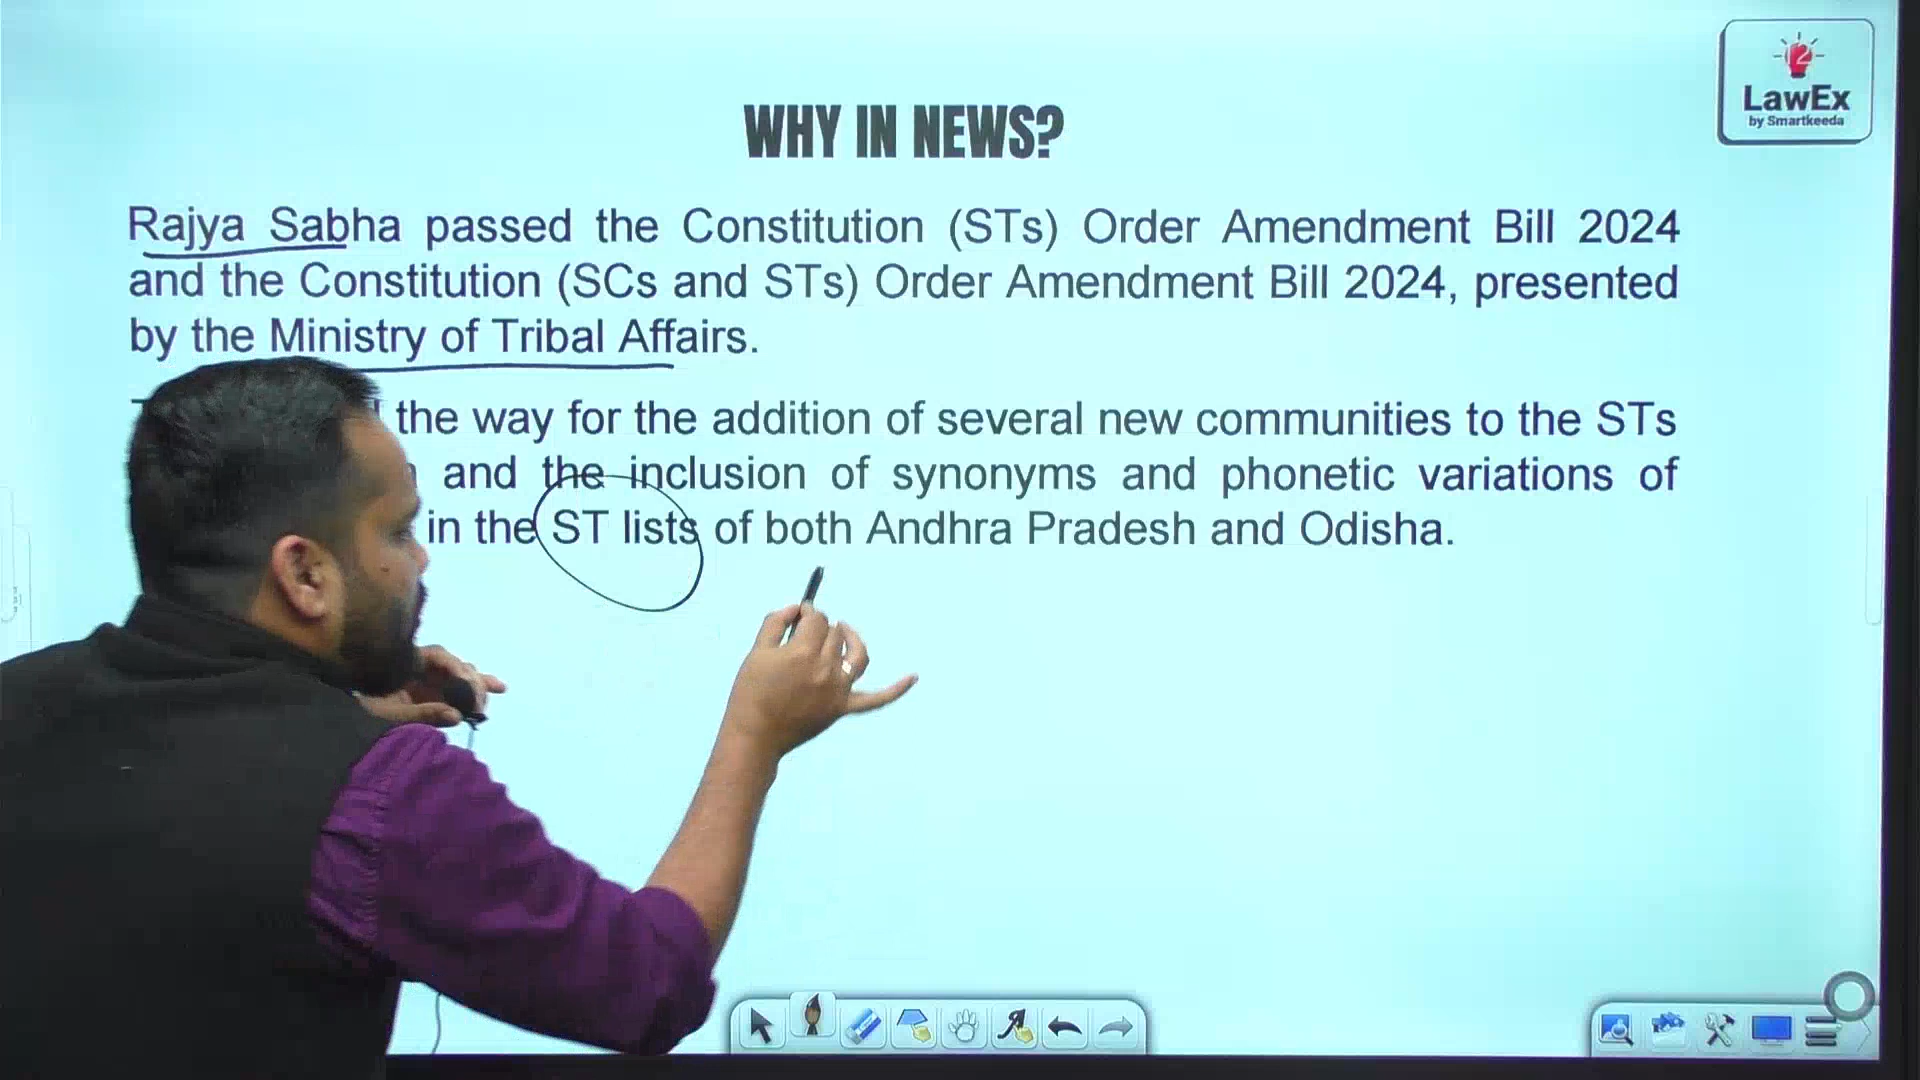 LawEx
by Smartkeeda
WHY IN NEWS?
Rajya Sabha passed the Constitution (STs) Order Amendment Bill 2024
and the Constitution (SCs and STs) Order Amendment Bill 2024, presented
by the Ministry of Tribal Affairs.
the way for the addition of several new communities to the STs
and the inclusion of synonyms and phonetic variations of
in the ST lists of both Andhra Pradesh and Odisha.